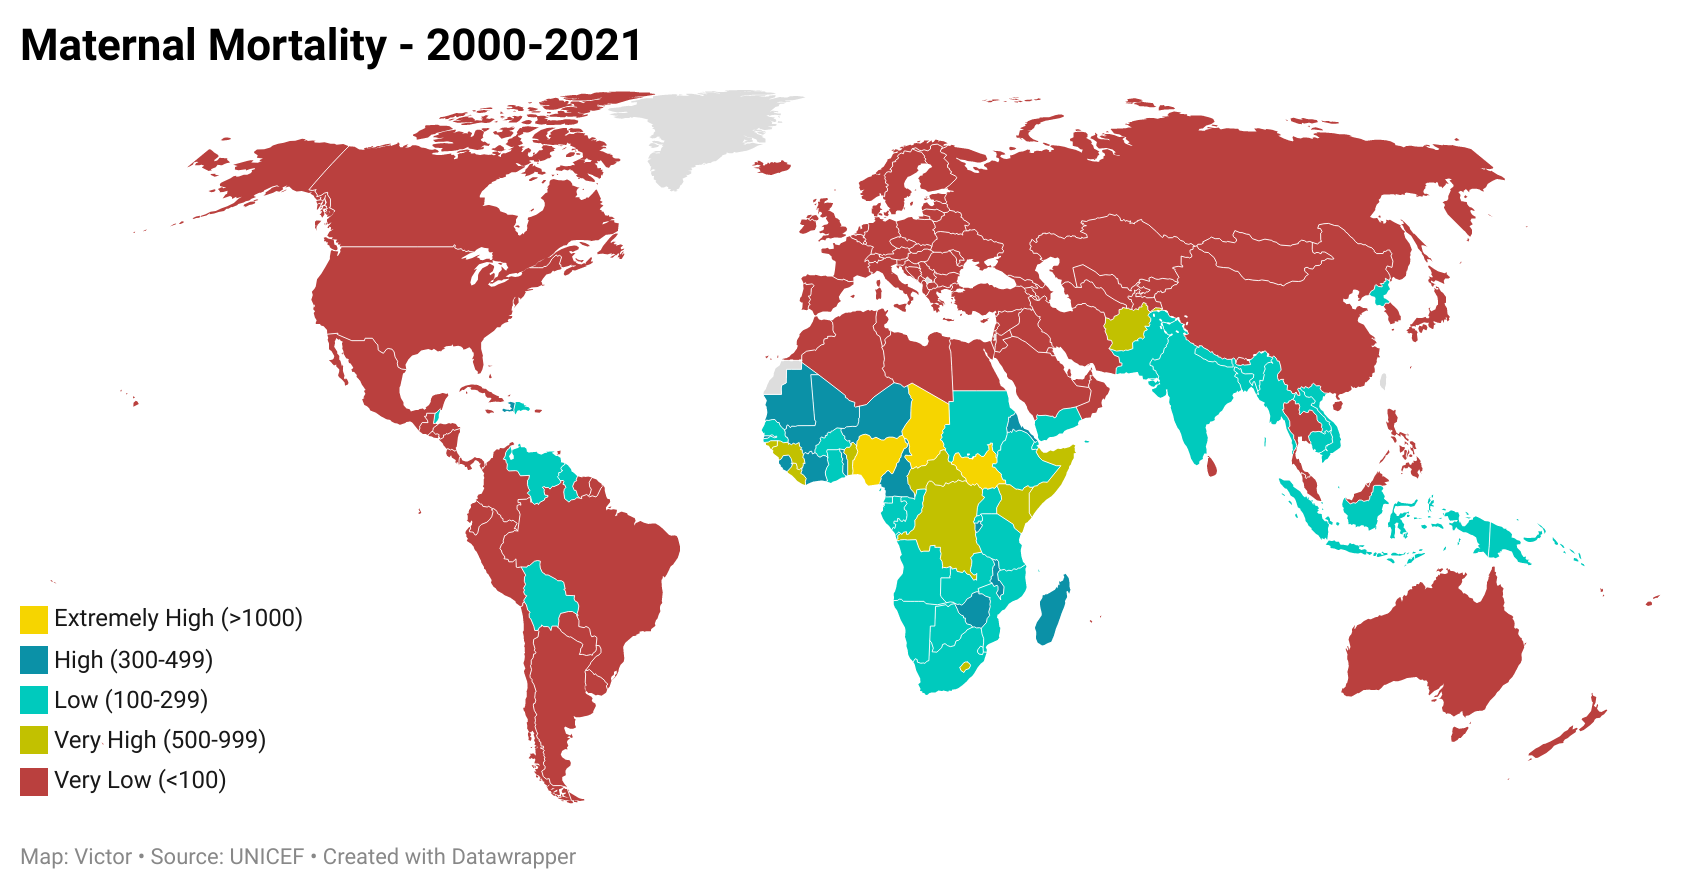 Maternal Mortality - 2000-2021
Extremely High (>1000)
High (300-499)
Low (100-299)
Very High (500-999)
Very Low (<100)
Map: Victor • Source: UNICEF • Created with Datawrapper